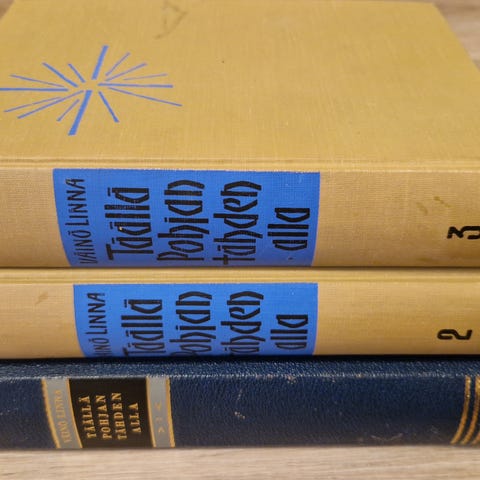 VÄINÖ LINNA
Täällä
Pohjan
tähden
alla
3
VÄINÖ LINNA
Täällä
Pohjan
tähden
alla
2
VÄINÖ LINNA
TÄÄLLÄ
POHJAN
TÄHDEN
ALLA